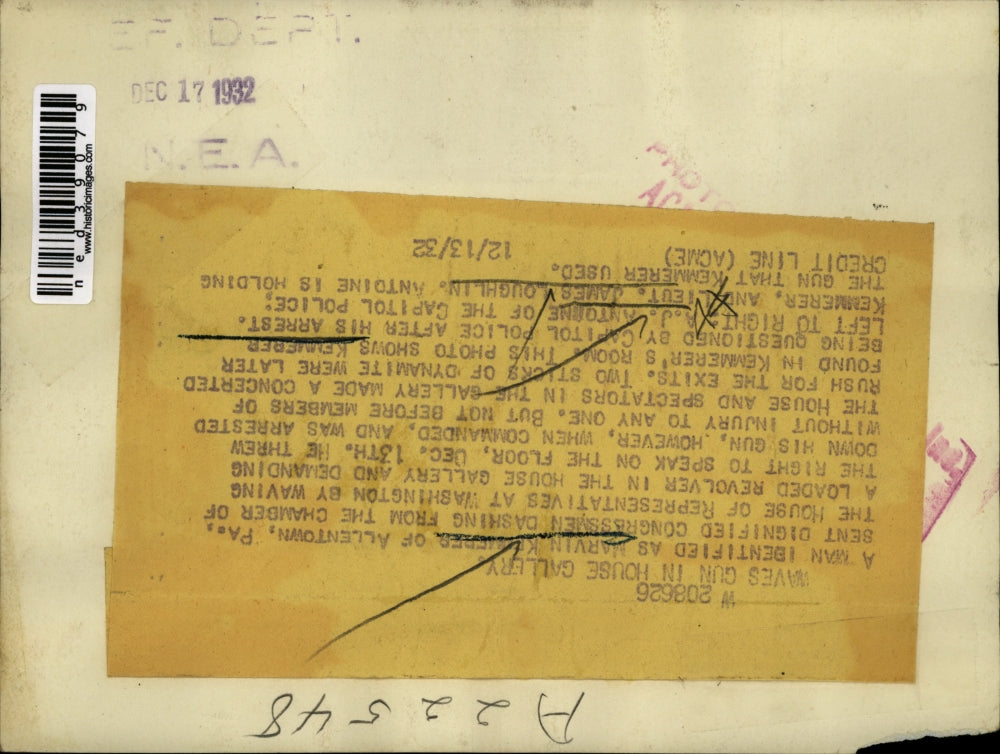 EF. DEPT.
DEC 17 1932
N.E.A.
ned39079
www.historicimages.com
W 208626
WAVES GUN IN HOUSE GALLERY
A MAN IDENTIFIED AS MARVIN KEMMERER OF ALLENTOWN, PA.,
SENT DIGNIFIED CONGRESSMEN DASHING FROM THE CHAMBER OF
THE HOUSE OF REPRESENTATIVES AT WASHINGTON BY WAVING
A LOADED REVOLVER IN THE HOUSE GALLERY AND DEMANDING
THE RIGHT TO SPEAK ON THE FLOOR, DEC. 13TH. HE THREW
DOWN HIS GUN, HOWEVER, WHEN COMMANDED, AND WAS ARRESTED
WITHOUT INJURY TO ANY ONE. BUT NOT BEFORE MEMBERS OF
THE HOUSE AND SPECTATORS IN THE GALLERY MADE A CONCERTED
RUSH FOR THE EXITS. TWO STICKS OF DYNAMITE WERE LATER
FOUND IN KEMMERER'S ROOM. THIS PHOTO SHOWS KEMMERER
BEING QUESTIONED BY CAPITOL POLICE AFTER HIS ARREST.
LEFT TO RIGHT, A.J. ANTOINE OF THE CAPITOL POLICE;
KEMMERER, AND LIEUT. JAMES LOUGHLIN. ANTOINE IS HOLDING
THE GUN THAT KEMMERER USED.
CREDIT LINE (ACME) 12/13/32
A22548